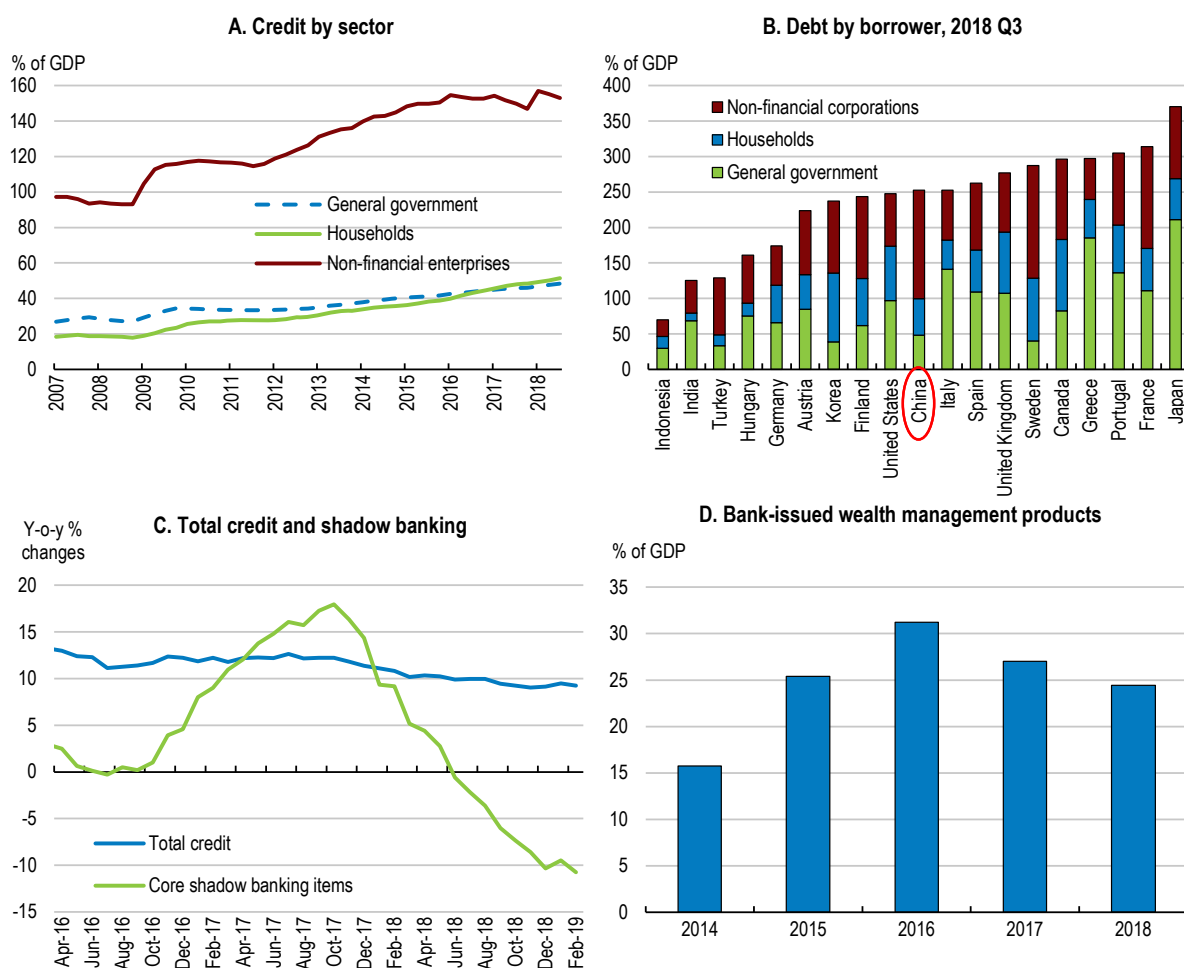 A. Credit by sector
% of GDP
160
140
120
100
80
60
40
20
0
General government
Households
Non-financial enterprises
2007
2008
2009
2010
2011
2012
2013
2014
2015
2016
2017
2018
B. Debt by borrower, 2018 Q3
% of GDP
400
350
300
250
200
150
100
50
0
Non-financial corporations
Households
General government
Indonesia
India
Turkey
Hungary
Germany
Austria
Korea
Finland
United States
China
Italy
Spain
United Kingdom
Sweden
Canada
Greece
Portugal
France
Japan
C. Total credit and shadow banking
Y-o-y %
changes
20
15
10
5
0
-5
-10
-15
Total credit
Core shadow banking items
Apr-16
Jun-16
Aug-16
Oct-16
Dec-16
Feb-17
Apr-17
Jun-17
Aug-17
Oct-17
Dec-17
Feb-18
Apr-18
Jun-18
Aug-18
Oct-18
Dec-18
Feb-19
D. Bank-issued wealth management products
% of GDP
35
30
25
20
15
10
5
0
2014
2015
2016
2017
2018